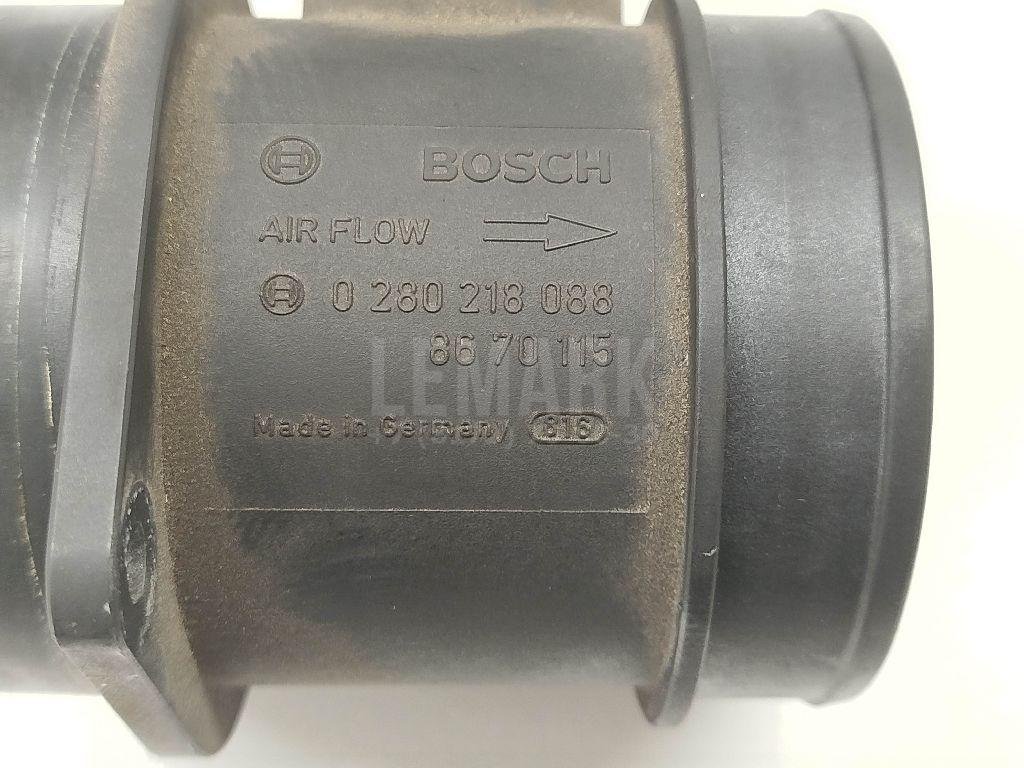 BOSCH
AIR FLOW
0 280 218 088
86 70 115
LEMARK
Made in Germany 816